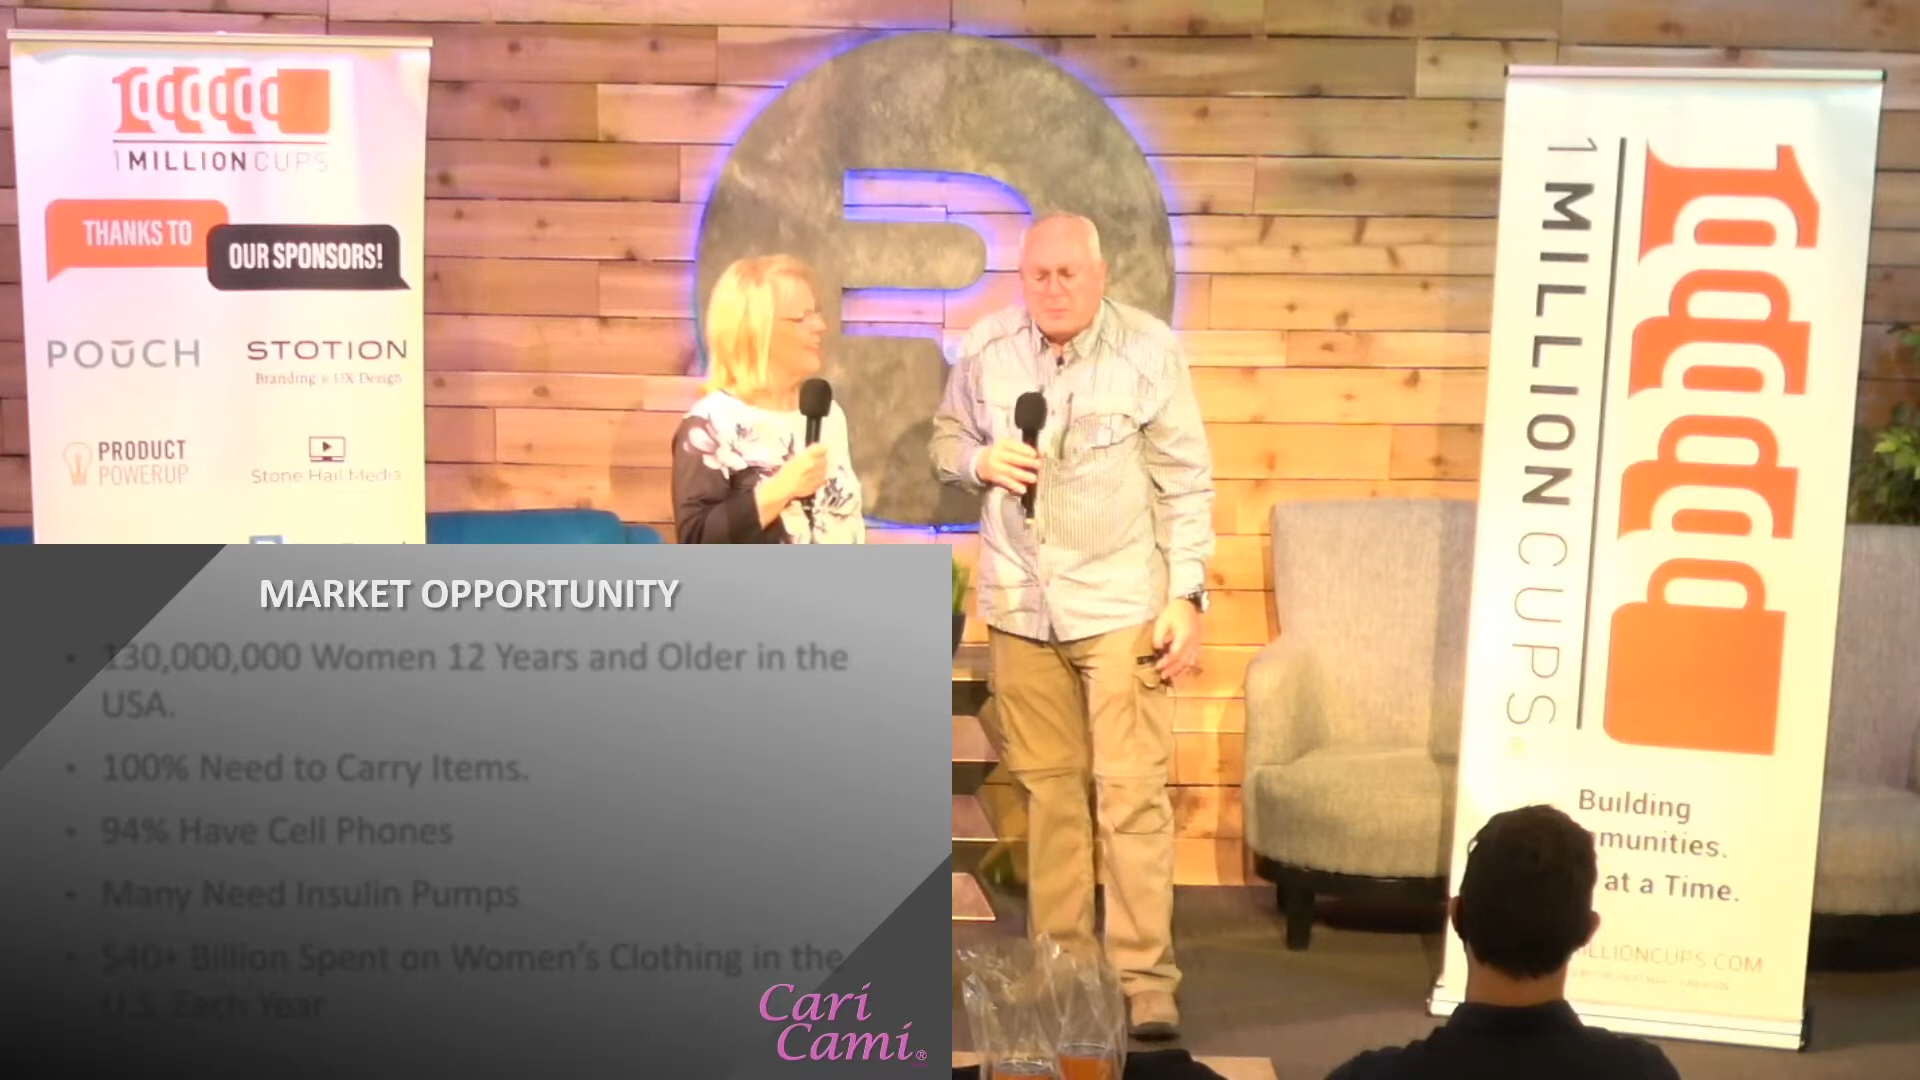 1 MILLION CUPS
THANKS TO
OUR SPONSORS!
POUCH
STOTION
Branding & UX Design
PRODUCT
POWERUP
Stone Hail Media
MARKET OPPORTUNITY
130,000,000 Women 12 Years and Older in the
USA.
100% Need to Carry Items.
94% Have Cell Phones
Many Need Insulin Pumps
$40+ Billion Spent on Women's Clothing in the
U.S. Each Year
Cari
Cami®
1 MILLION CUPS
Building
munities.
at a Time.
ILLIONCUPS.COM